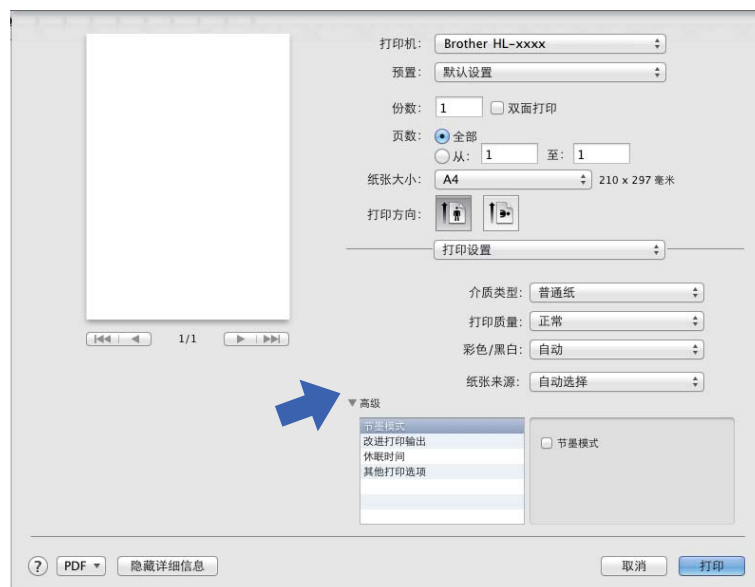 打印机: Brother HL-xxxx
预置: 默认设置
份数: 1 双面打印
页数: 全部
从: 1 至: 1
纸张大小: A4 210 x 297 毫米
打印方向:
打印设置
介质类型: 普通纸
打印质量: 正常
彩色/黑白: 自动
纸张来源: 自动选择
1/1
高级
节墨模式
改进打印输出
休眠时间
其他打印选项
节墨模式
? PDF 隐藏详细信息 取消 打印